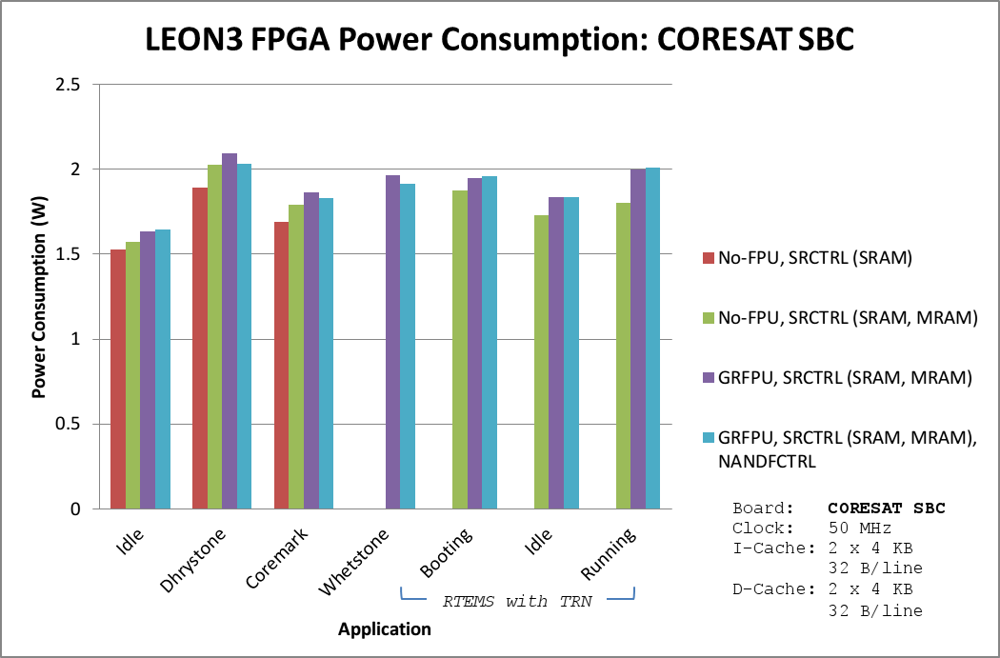 LEON3 FPGA Power Consumption: CORESAT SBC
2.5
2
1.5
1
0.5
0
Power Consumption (W)
Idle
Dhrystone
Coremark
Whetstone
Booting
Idle
Running
RTEMS with TRN
Application
No-FPU, SRCTRL (SRAM)
No-FPU, SRCTRL (SRAM, MRAM)
GRFPU, SRCTRL (SRAM, MRAM)
GRFPU, SRCTRL (SRAM, MRAM),
NANDFCTRL
Board: CORESAT SBC
Clock: 50 MHz
I-Cache: 2 x 4 KB
32 B/line
D-Cache: 2 x 4 KB
32 B/line